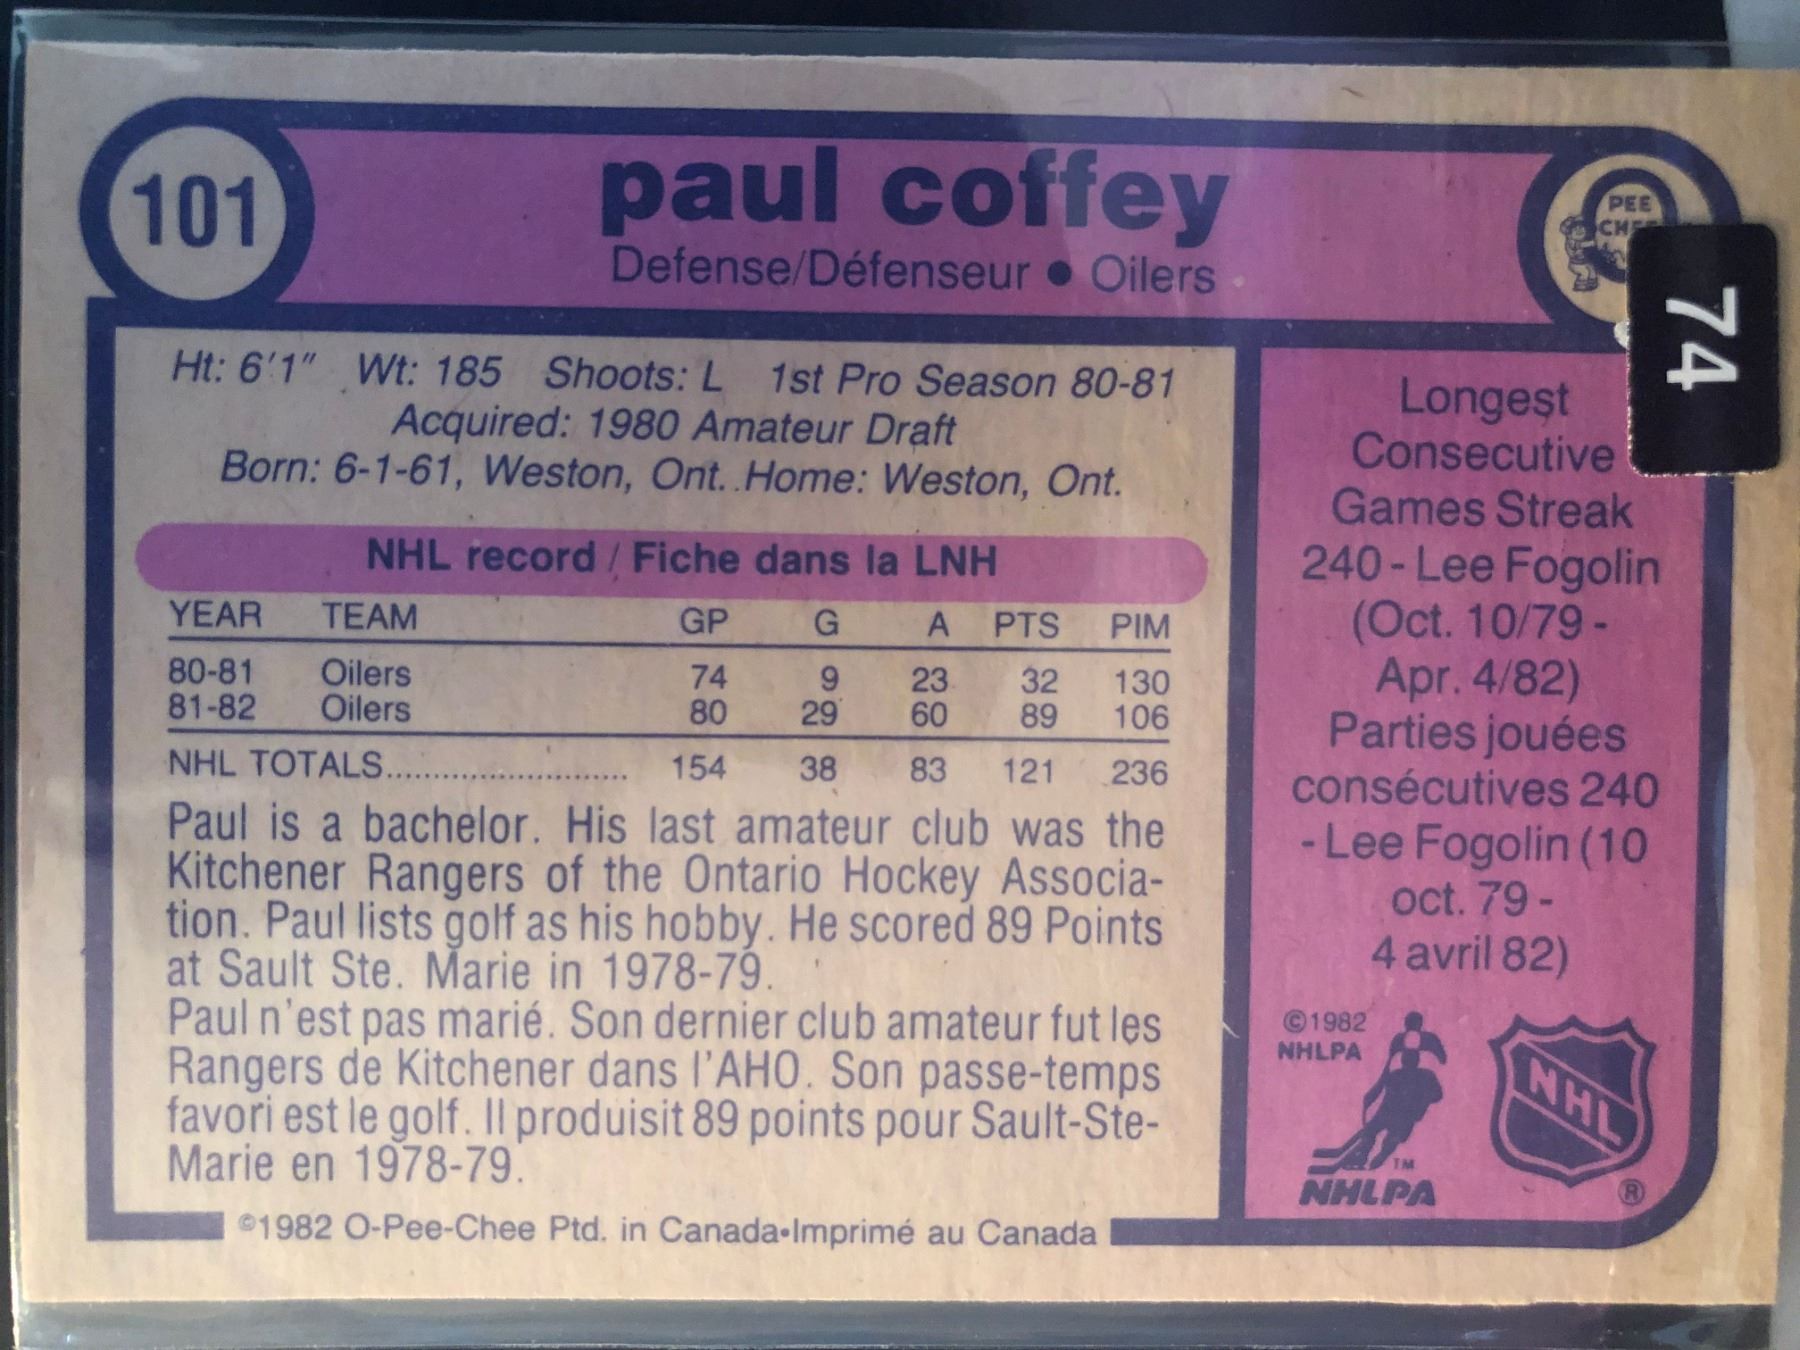 101
paul coffey
Defense/Défenseur • Oilers
PEE
74
Ht: 6'1" Wt: 185 Shoots: L 1st Pro Season 80-81
Acquired: 1980 Amateur Draft
Born: 6-1-61, Weston, Ont. Home: Weston, Ont.
NHL record / Fiche dans la LNH
YEAR TEAM GP G A PTS PIM
80-81 Oilers 74 9 23 32 130
81-82 Oilers 80 29 60 89 106
NHL TOTALS........................... 154 38 83 121 236
Paul is a bachelor. His last amateur club was the
Kitchener Rangers of the Ontario Hockey Associa-
tion. Paul lists golf as his hobby. He scored 89 Points
at Sault Ste. Marie in 1978-79.
Paul n'est pas marié. Son dernier club amateur fut les
Rangers de Kitchener dans l'AHO. Son passe-temps
favori est le golf. Il produisit 89 points pour Sault-Ste-
Marie en 1978-79.
©1982 O-Pee-Chee Ptd. in Canada•Imprimé au Canada
Longest
Consecutive
Games Streak
240 - Lee Fogolin
(Oct. 10/79 -
Apr. 4/82)
Parties jouées
consécutives 240
- Lee Fogolin (10
oct. 79 -
4 avril 82)
©1982
NHLPA
TM
NHLPA
NHL
®